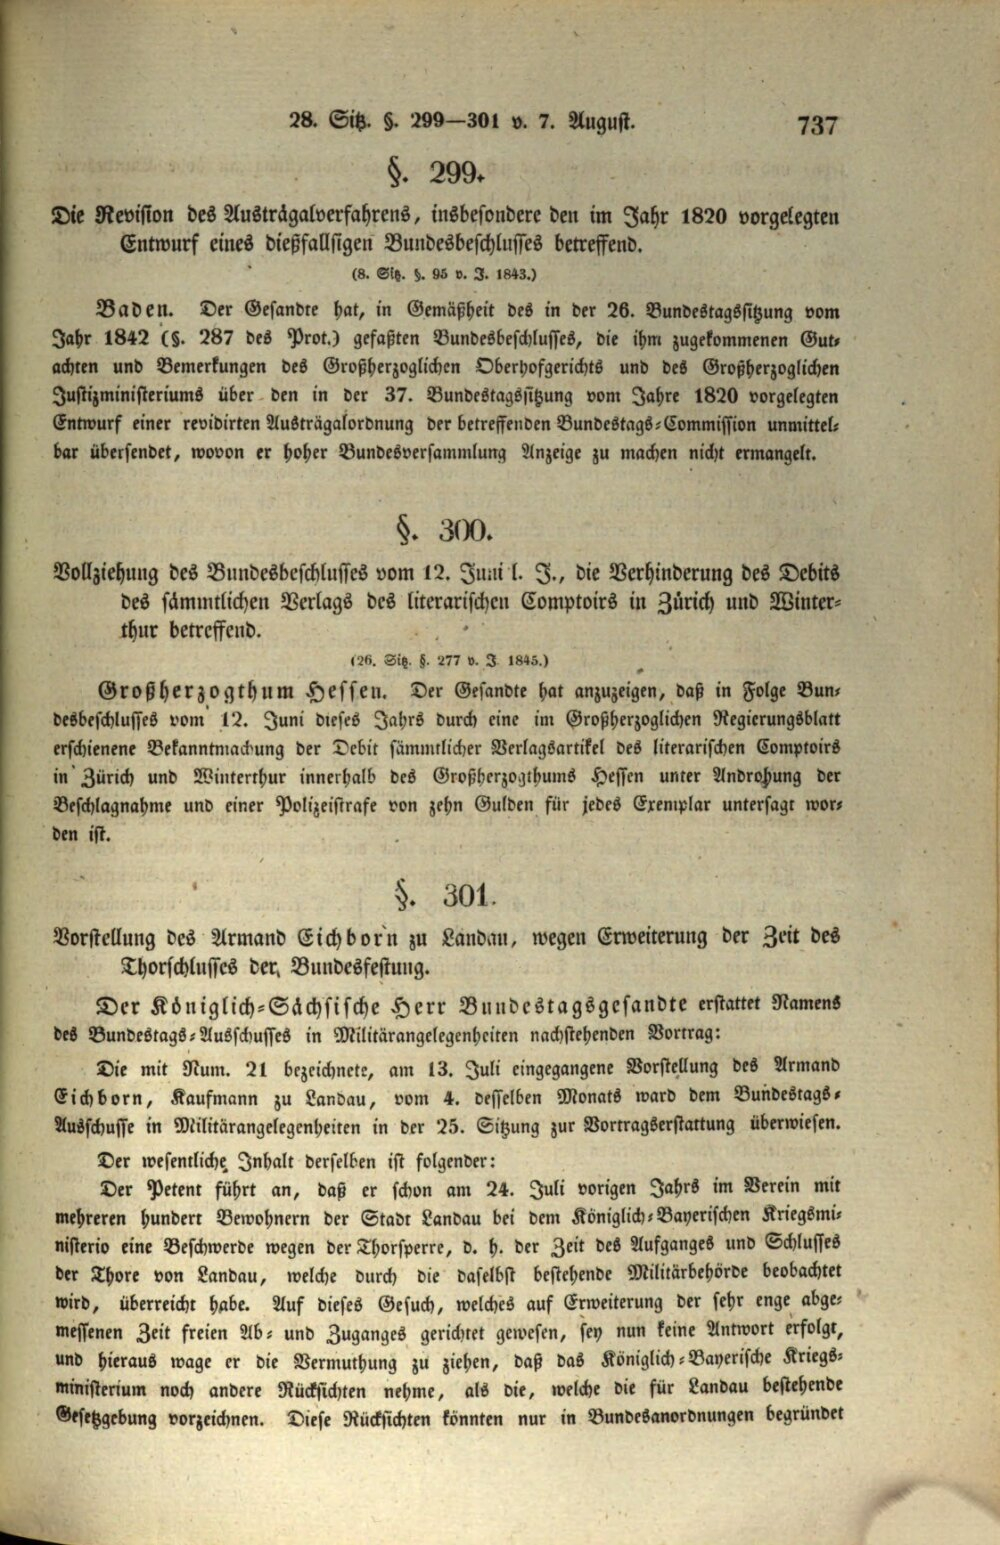 28. Sitz. §. 299—301 v. 7. August. 737
§. 299.
Die Revision des Austrägalverfahrens, insbesondere den im Jahr 1820 vorgelegten
Entwurf eines dießfallsigen Bundesbeschlusses betreffend.
(8. Sitz. §. 95 v. J. 1843.)
Baden. Der Gesandte hat, in Gemäßheit des in der 26. Bundestagssitzung vom
Jahr 1842 (§. 287 des Prot.) gefaßten Bundesbeschlusses, die ihm zugekommenen Gut-
achten und Bemerkungen des Großherzoglichen Oberhofgerichts und des Großherzoglichen
Justizministeriums über den in der 37. Bundestagssitzung vom Jahre 1820 vorgelegten
Entwurf einer revidirten Austrägalordnung der betreffenden Bundestags-Commission unmittel-
bar übersendet, wovon er hoher Bundesversammlung Anzeige zu machen nicht ermangelt.
§. 300.
Vollziehung des Bundesbeschlusses vom 12. Juni l. J., die Verhinderung des Debits
des sämmtlichen Verlags des literarischen Comptoirs in Zürich und Winter-
thur betreffend.
(26. Sitz. §. 277 v. J. 1845.)
Großherzogthum Hessen. Der Gesandte hat anzuzeigen, daß in Folge Bun-
desbeschlusses vom 12. Juni dieses Jahrs durch eine im Großherzoglichen Regierungsblatt
erschienene Bekanntmachung der Debit sämmtlicher Verlagsartikel des literarischen Comptoirs
in Zürich und Winterthur innerhalb des Großherzogthums Hessen unter Androhung der
Beschlagnahme und einer Polizeistrafe von zehn Gulden für jedes Exemplar untersagt wor-
den ist.
§. 301.
Vorstellung des Armand Eichborn zu Landau, wegen Erweiterung der Zeit des
Thorschlusses der Bundesfestung.
Der Königlich-Sächsische Herr Bundestagsgesandte erstattet Namens
des Bundestags-Ausschusses in Militärangelegenheiten nachstehenden Vortrag:
Die mit Num. 21 bezeichnete, am 13. Juli eingegangene Vorstellung des Armand
Eichborn, Kaufmann zu Landau, vom 4. desselben Monats ward dem Bundestags-
Ausschusse in Militärangelegenheiten in der 25. Sitzung zur Vortragserstattung überwiesen.
Der wesentliche Inhalt derselben ist folgender:
Der Petent führt an, daß er schon am 24. Juli vorigen Jahrs im Verein mit
mehreren hundert Bewohnern der Stadt Landau bei dem Königlich-Bayerischen Kriegsmi-
nisterio eine Beschwerde wegen der Thorsperre, d. h. der Zeit des Aufganges und Schlusses
der Thore von Landau, welche durch die daselbst bestehende Militärbehörde beobachtet
wird, überreicht habe. Auf dieses Gesuch, welches auf Erweiterung der sehr enge abge-
messenen Zeit freien Ab- und Zuganges gerichtet gewesen, sey nun keine Antwort erfolgt,
und hieraus wage er die Vermuthung zu ziehen, daß das Königlich-Bayerische Kriegs-
ministerium noch andere Rücksichten nehme, als die, welche die für Landau bestehende
Gesetzgebung vorzeichnen. Diese Rücksichten könnten nur in Bundesanordnungen begründet